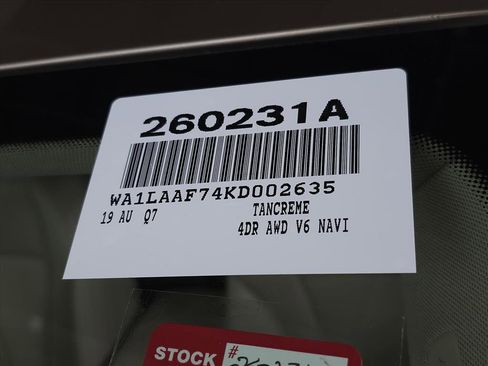 260231A
WA1LAAF74KD002635
19 AU Q7 TANCREME
4DR AWD V6 NAVI
STOCK #